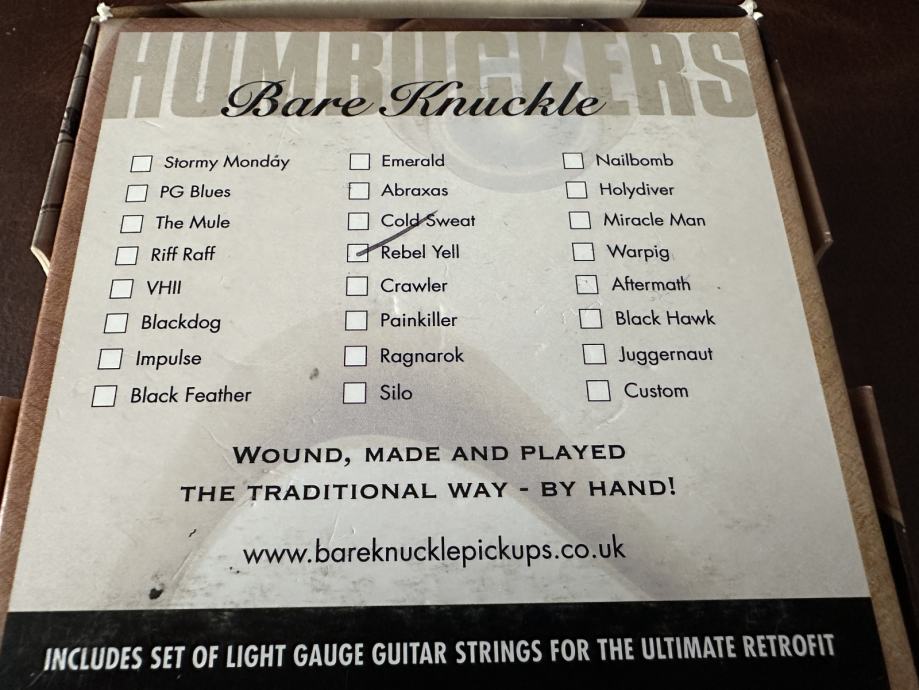 HUMBUCKERS
Bare Knuckle
Stormy Monday
PG Blues
The Mule
Riff Raff
VHII
Blackdog
Impulse
Black Feather
Emerald
Abraxas
Cold Sweat
Rebel Yell
Crawler
Painkiller
Ragnarok
Silo
Nailbomb
Holydiver
Miracle Man
Warpig
Aftermath
Black Hawk
Juggernaut
Custom
WOUND, MADE AND PLAYED
THE TRADITIONAL WAY - BY HAND!
www.bareknucklepickups.co.uk
INCLUDES SET OF LIGHT GAUGE GUITAR STRINGS FOR THE ULTIMATE RETROFIT